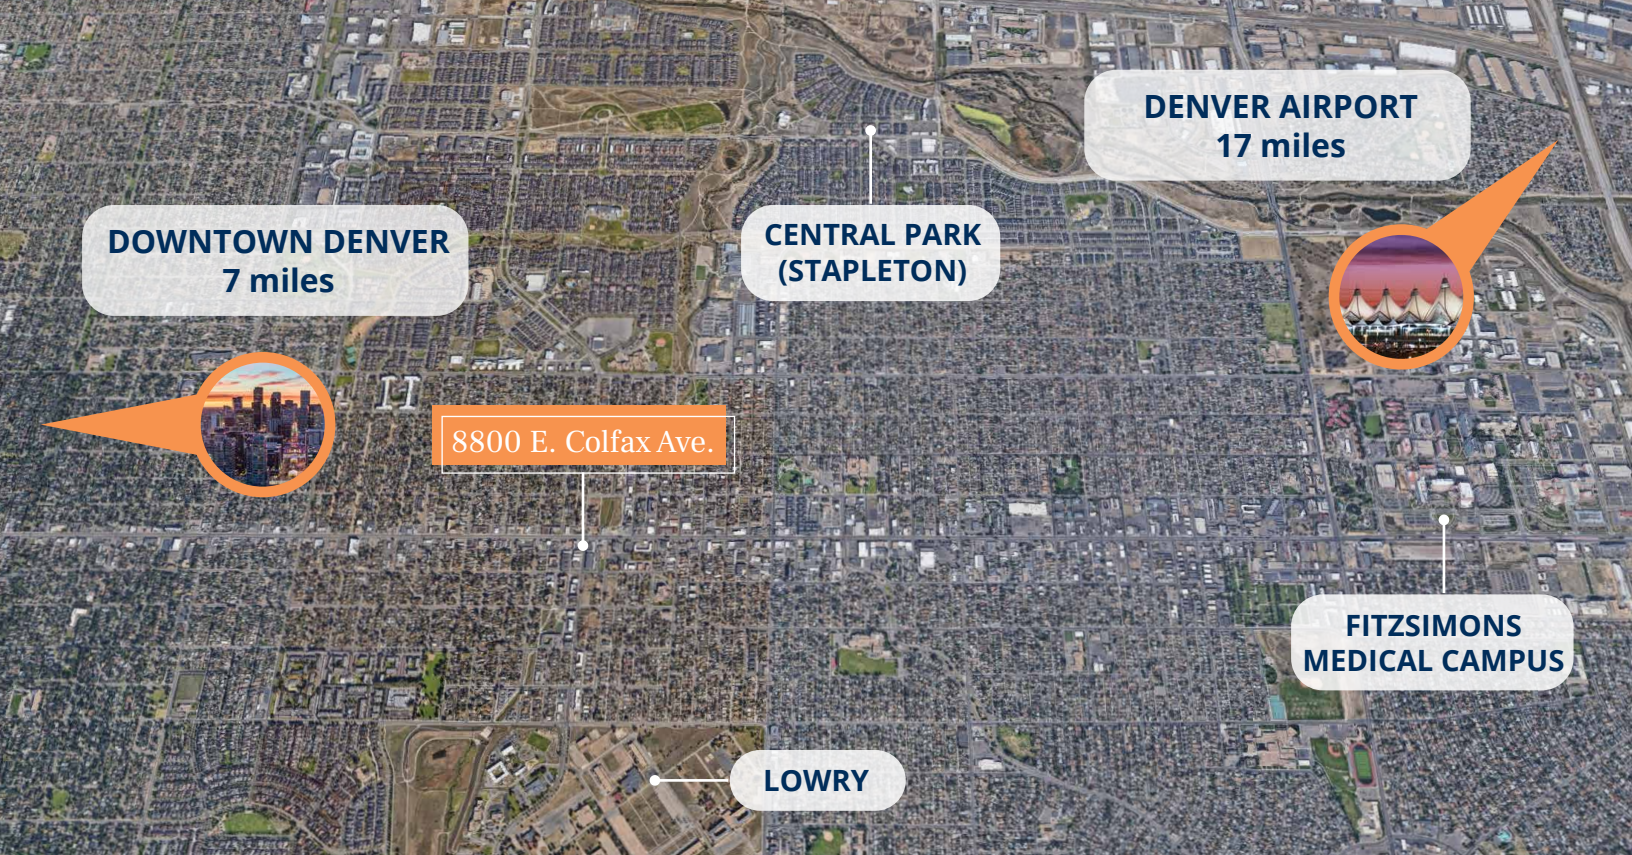 DENVER AIRPORT
17 miles
DOWNTOWN DENVER
7 miles
CENTRAL PARK
(STAPLETON)
8800 E. Colfax Ave.
FITZSIMONS
MEDICAL CAMPUS
LOWRY